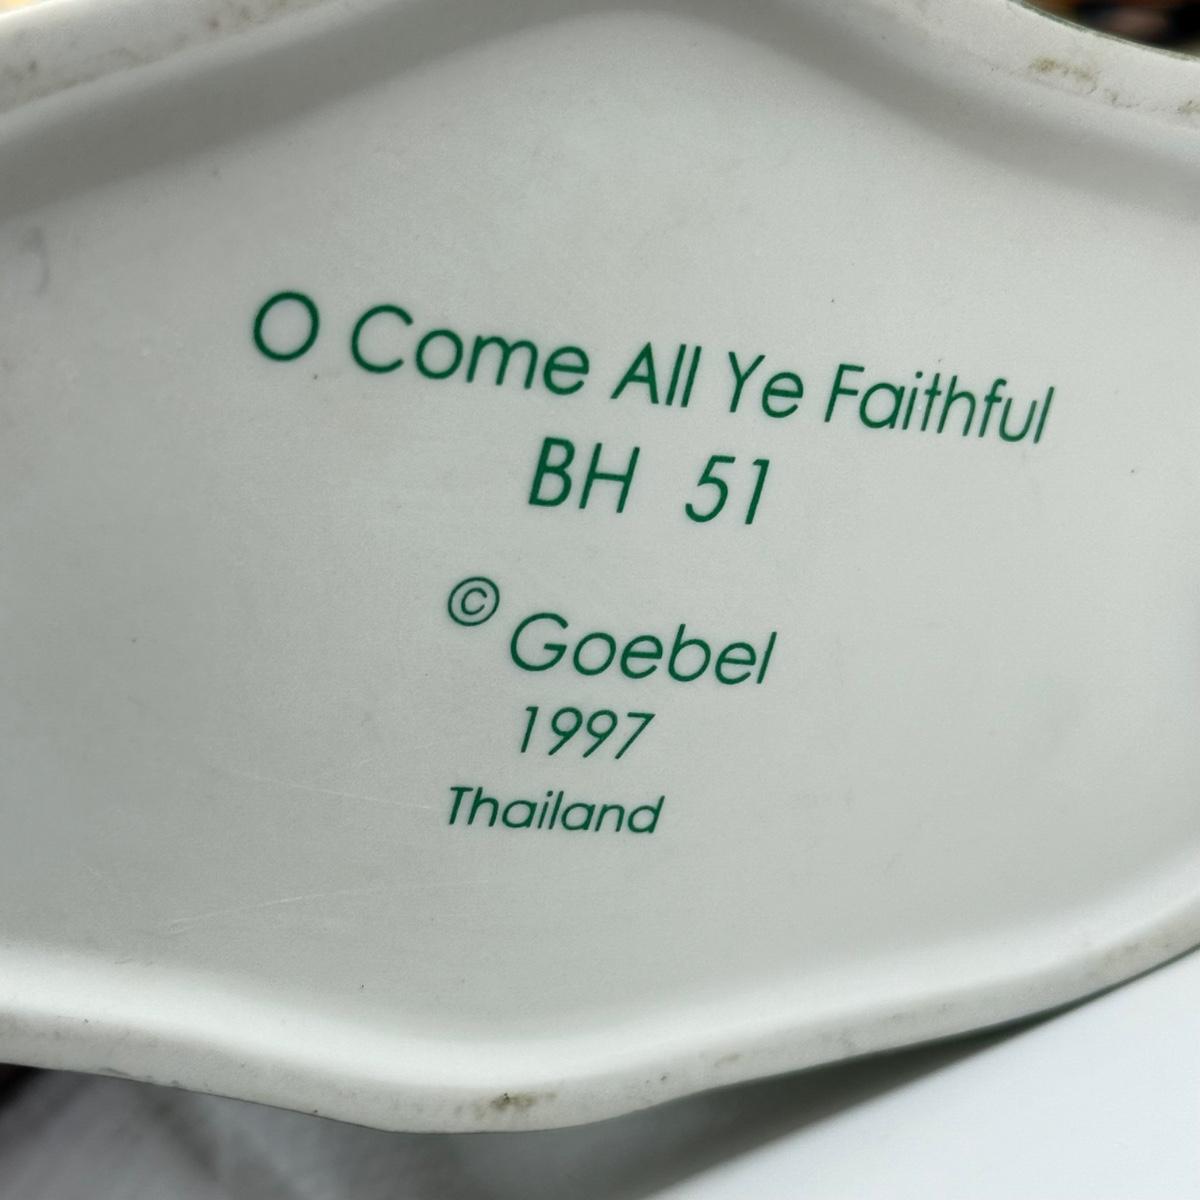 O Come All Ye Faithful
BH 51
© Goebel
1997
Thailand